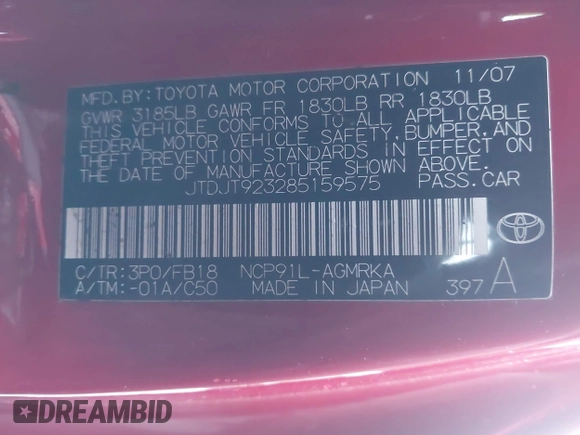 MFD. BY: TOYOTA MOTOR CORPORATION 11/07
GVWR 3185LB GAWR FR 1830LB RR 1830LB
THIS VEHICLE CONFORMS TO ALL APPLICABLE
FEDERAL MOTOR VEHICLE SAFETY, BUMPER, AND
THEFT PREVENTION STANDARDS IN EFFECT ON
THE DATE OF MANUFACTURE SHOWN ABOVE.
JTDJT923285159575 PASS. CAR
C/TR: 3P0/FB18 NCP91L-AGMRKA
A/TM: -01A/C50 MADE IN JAPAN 397 A
DREAMBID